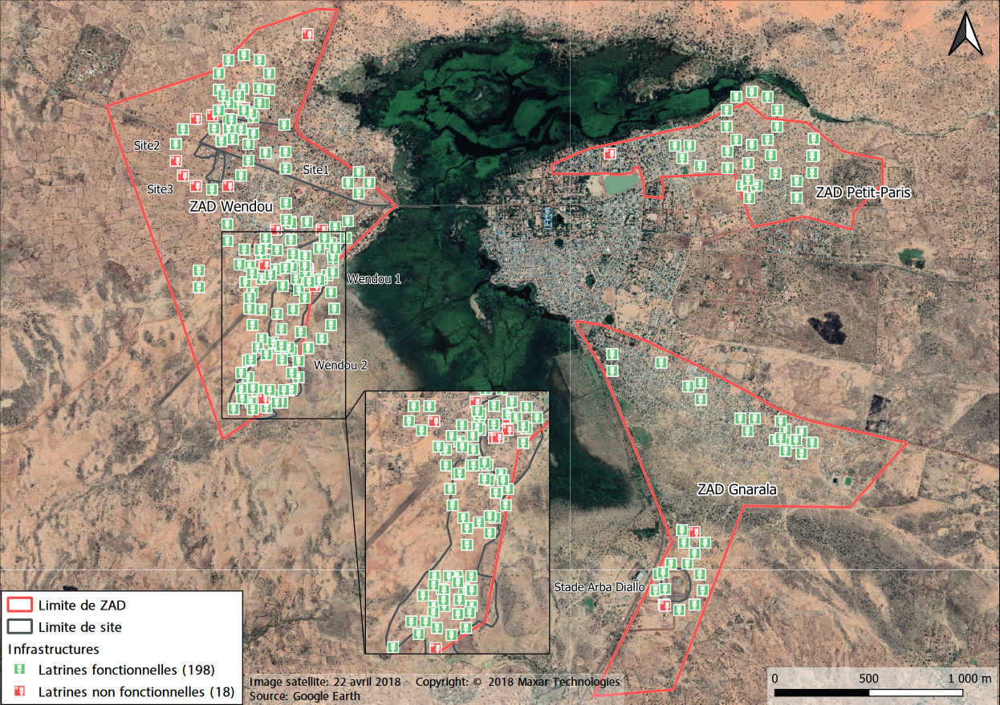 Site2
Site1
Site3
ZAD Wendou
ZAD Petit-Paris
Wendou 1
Wendou 2
ZAD Gnarala
Stade Arba Diallo
Limite de ZAD
Limite de site
Infrastructures
Latrines fonctionnelles (198)
Latrines non fonctionnelles (18)
Image satellite: 22 avril 2018 Copyright: © 2018 Maxar Technologies
Source: Google Earth
0 500 1 000 m